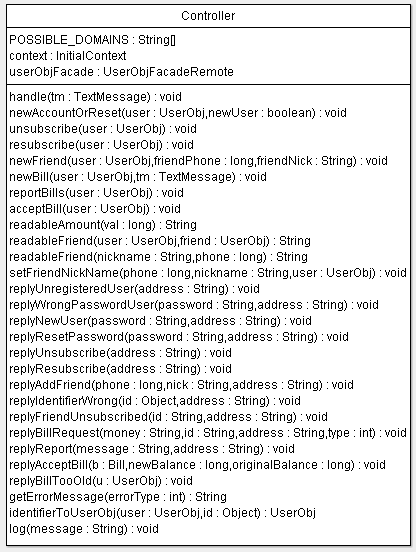 Controller
POSSIBLE_DOMAINS : String[]
context : InitialContext
userObjFacade : UserObjFacadeRemote
handle(tm : TextMessage) : void
newAccountOrReset(user : UserObj,newUser : boolean) : void
unsubscribe(user : UserObj) : void
resubscribe(user : UserObj) : void
newFriend(user : UserObj,friendPhone : long,friendNick : String) : void
newBill(user : UserObj,tm : TextMessage) : void
reportBills(user : UserObj) : void
acceptBill(user : UserObj) : void
readableAmount(val : long) : String
readableFriend(user : UserObj,friend : UserObj) : String
readableFriend(nickname : String,phone : long) : String
setFriendNickName(phone : long,nickname : String,user : UserObj) : void
replyUnregisteredUser(address : String) : void
replyWrongPasswordUser(password : String,address : String) : void
replyNewUser(password : String,address : String) : void
replyResetPassword(password : String,address : String) : void
replyUnsubscribe(address : String) : void
replyResubscribe(address : String) : void
replyAddFriend(phone : long,nick : String,address : String) : void
replyIdentifierWrong(id : Object,address : String) : void
replyFriendUnsubscribed(id : String,address : String) : void
replyBillRequest(money : String,id : String,address : String,type : int) : void
replyReport(message : String,address : String) : void
replyAcceptBill(b : Bill,newBalance : long,originalBalance : long) : void
replyBillTooOld(u : UserObj) : void
getErrorMessage(errorType : int) : String
identifierToUserObj(user : UserObj,id : Object) : UserObj
log(message : String) : void